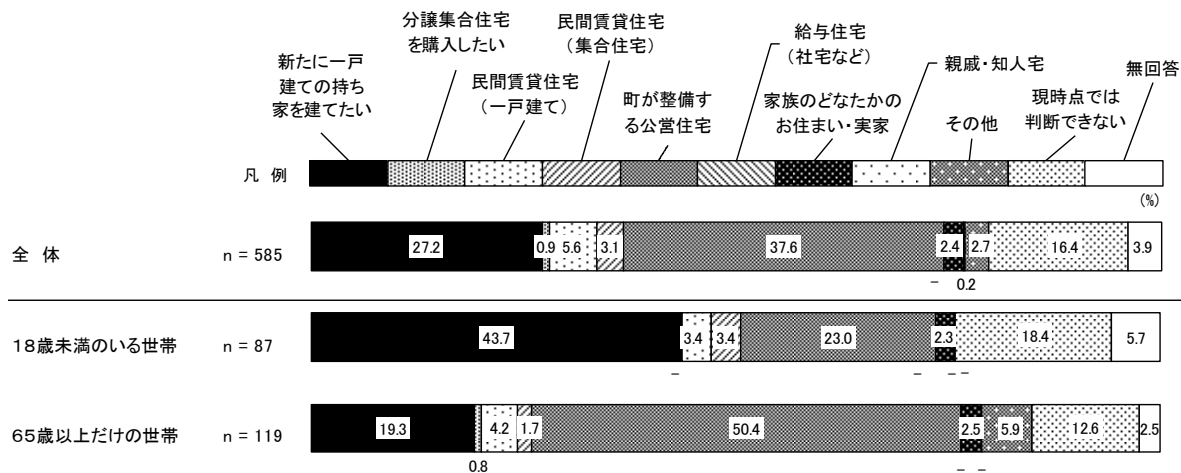 新たに一戸
建ての持ち
家を建てたい
分譲集合住宅
を購入したい
民間賃貸住宅
(一戸建て)
民間賃貸住宅
(集合住宅)
町が整備す
る公営住宅
給与住宅
(社宅など)
家族のどなたかの
お住まい・実家
親戚・知人宅
その他
現時点では
判断できない
無回答
凡 例
(%)
全 体 n = 585 27.2 0.9 5.6 3.1 37.6 2.4 2.7 16.4 3.9
- 0.2
18歳未満のいる世帯 n = 87 43.7 3.4 3.4 23.0 2.3 18.4 5.7
- - - -
65歳以上だけの世帯 n = 119 19.3 4.2 1.7 50.4 2.5 5.9 12.6 2.5
0.8 - -